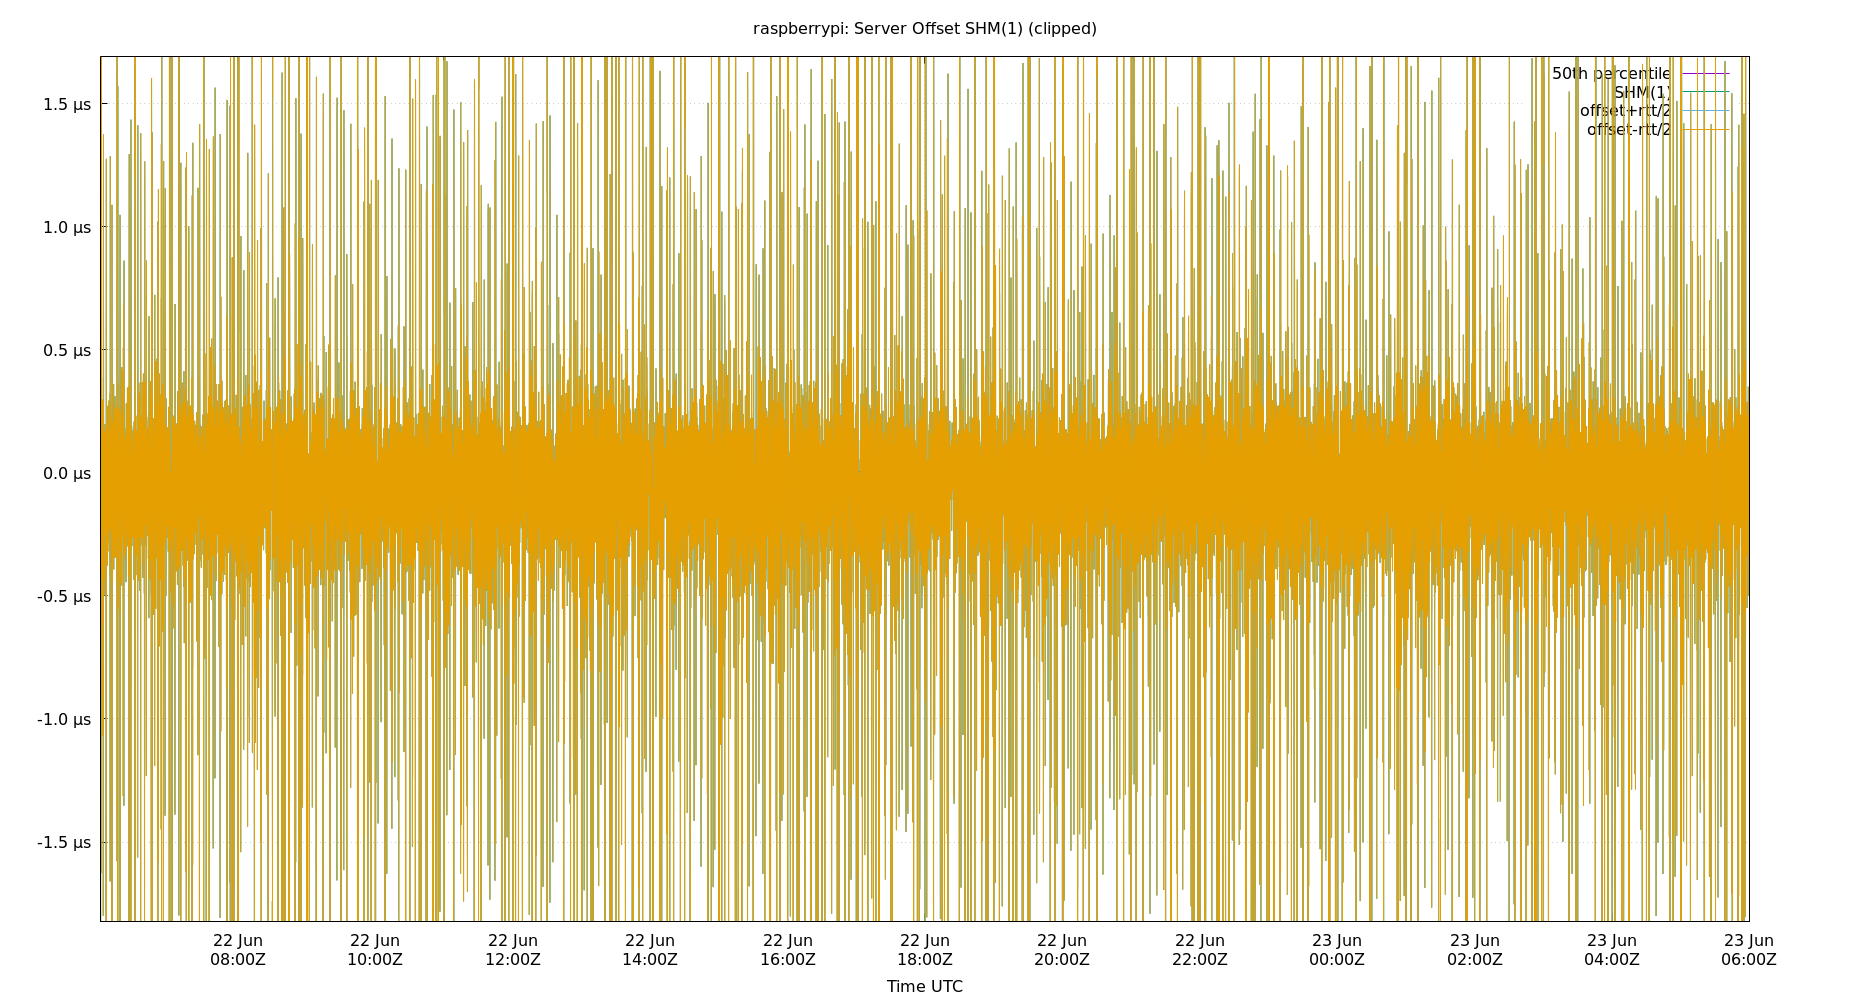 raspberrypi: Server Offset SHM(1) (clipped)
50th percentile
SHM(1)
offset+rtt/2
offset-rtt/2
1.5 µs
1.0 µs
0.5 µs
0.0 µs
-0.5 µs
-1.0 µs
-1.5 µs
22 Jun 22 Jun 22 Jun 22 Jun 22 Jun 22 Jun 22 Jun 22 Jun 23 Jun 23 Jun 23 Jun 23 Jun
08:00Z 10:00Z 12:00Z 14:00Z 16:00Z 18:00Z 20:00Z 22:00Z 00:00Z 02:00Z 04:00Z 06:00Z
Time UTC